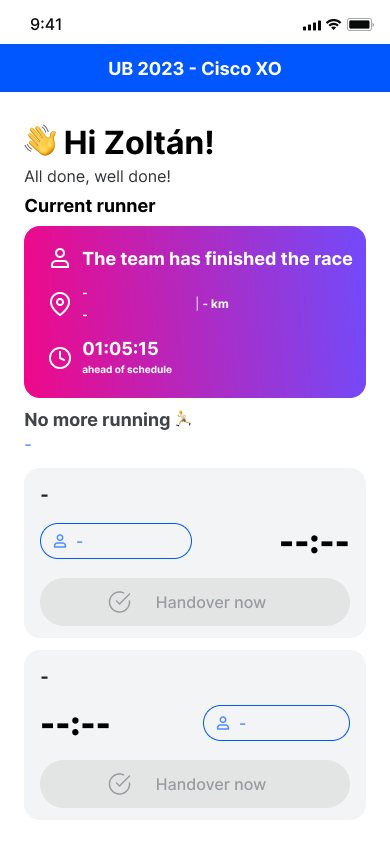 9:41
UB 2023 - Cisco XO
👋 Hi Zoltán!
All done, well done!
Current runner
The team has finished the race
-
| - km
-
01:05:15
ahead of schedule
No more running
-
-
-
--:--
Handover now
-
--:--
-
Handover now